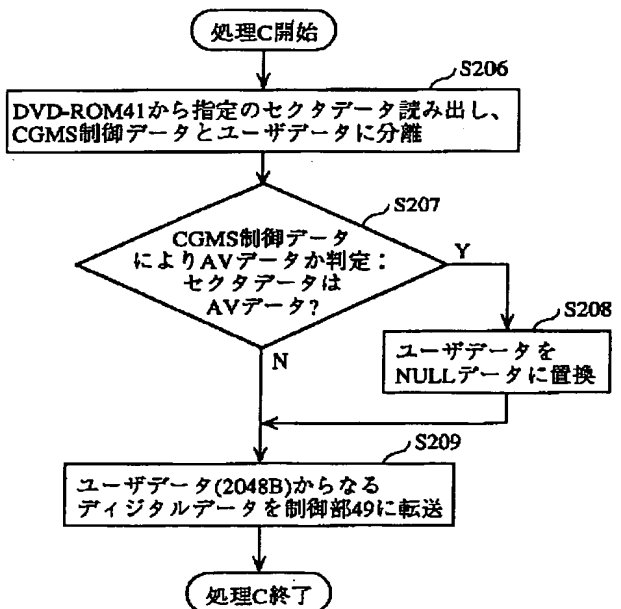 処理C開始
S206
DVD-ROM41から指定のセクタデータ読み出し、
CGMS制御データとユーザデータに分離
S207
CGMS制御データ
によりAVデータか判定:
セクタデータは
AVデータ?
Y
N
S208
ユーザデータを
NULLデータに置換
S209
ユーザデータ(2048B)からなる
ディジタルデータを制御部49に転送
処理C終了